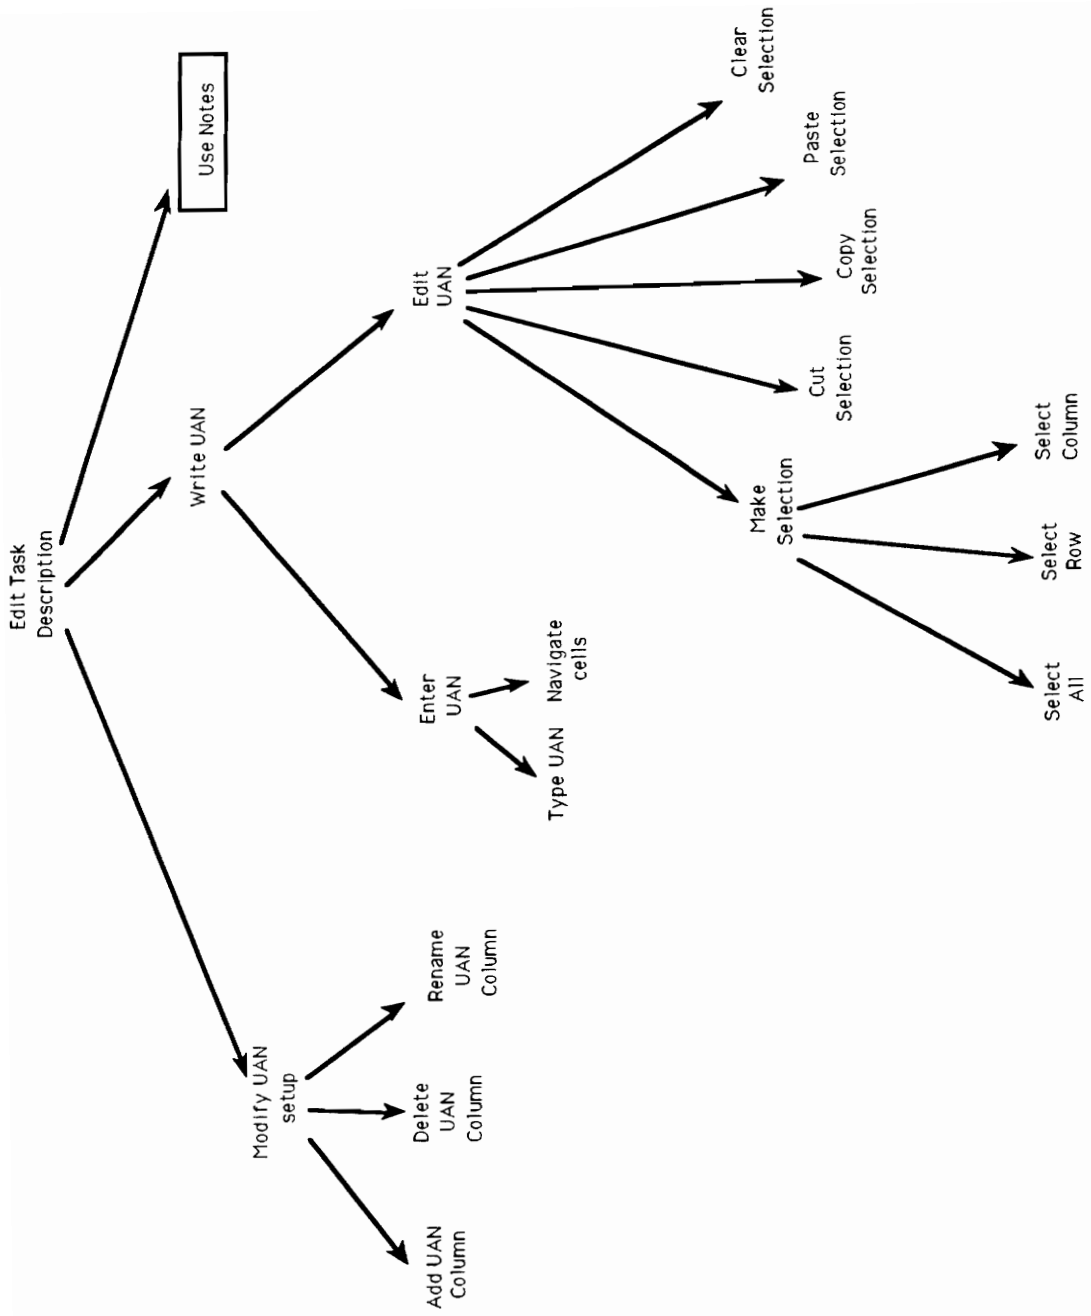 Edit Task
Description
Use Notes
Write UAN
Modify UAN
setup
Enter
UAN
Edit
UAN
Add UAN
Column
Delete
UAN
Column
Rename
UAN
Column
Type UAN
Navigate
cells
Make
Selection
Cut
Selection
Copy
Selection
Paste
Selection
Clear
Selection
Select
All
Select
Row
Select
Column